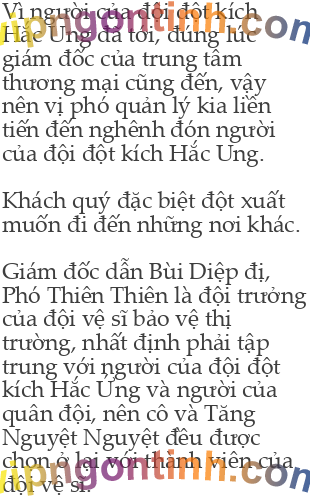 Vì người của đội đột kích
Hắc Ưng đã tới, đúng lúc
giám đốc của trung tâm
thương mại cũng đến, vậy
nên vị phó quản lý kia liền
tiến đến nghênh đón người
của đội đột kích Hắc Ưng.
Khách quý đặc biệt đột xuất
muốn đi đến những nơi khác.
Giám đốc dẫn Bùi Diệp đi,
Phó Thiên Thiên là đội trưởng
của đội vệ sĩ bảo vệ thị
trường, nhất định phải tập
trung với người của đội đột
kích Hắc Ưng và người của
quân đội, nên cô và Tăng
Nguyệt Nguyệt đều được
chọn ở lại với thành viên của
đội vệ sĩ.
vipngontinh.com
vipngontinh.com